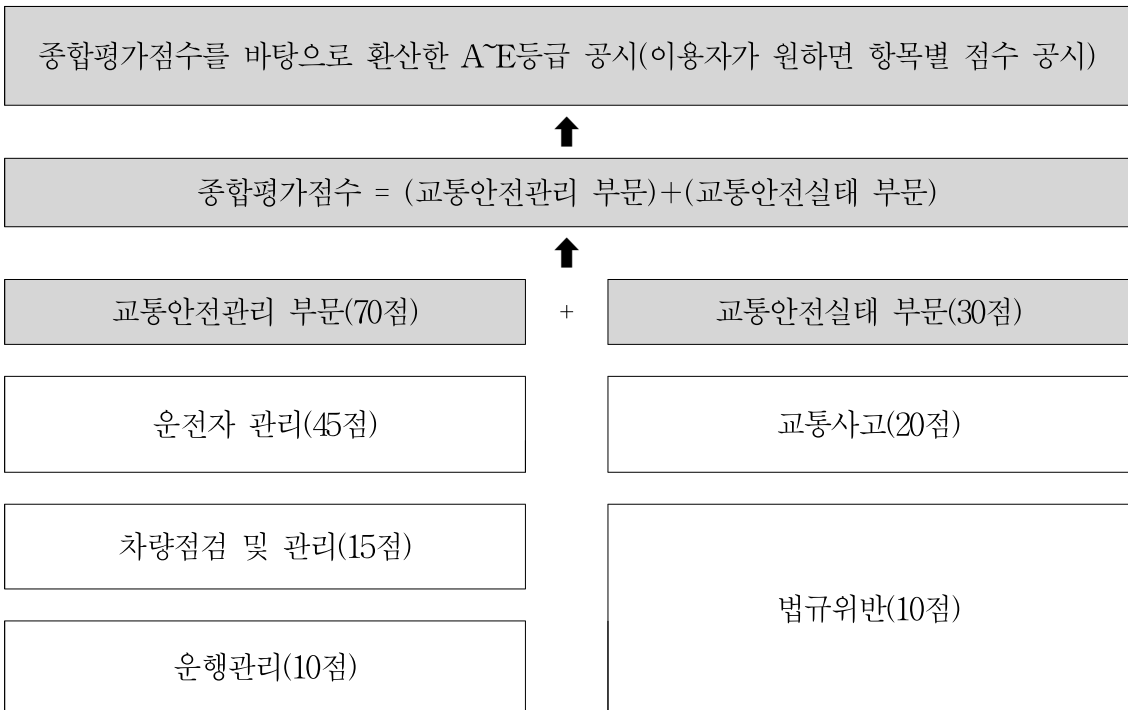 종합평가점수를 바탕으로 환산한 A~E등급 공시(이용자가 원하면 항목별 점수 공시)
종합평가점수 = (교통안전관리 부문)+(교통안전실태 부문)
교통안전관리 부문(70점)
+
교통안전실태 부문(30점)
운전자 관리(45점)
교통사고(20점)
차량점검 및 관리(15점)
법규위반(10점)
운행관리(10점)